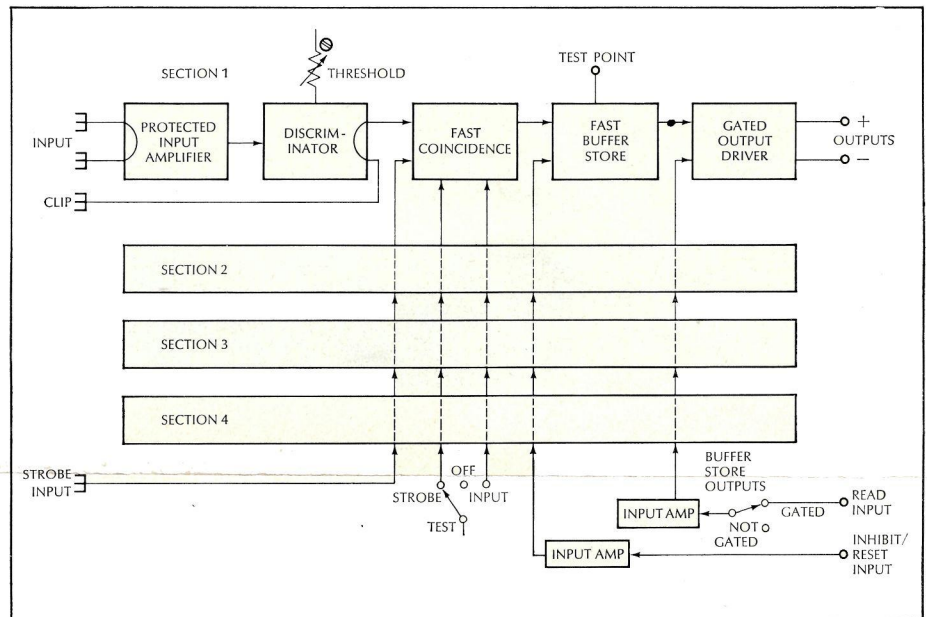 SECTION 1
THRESHOLD
TEST POINT
INPUT
PROTECTED
INPUT
AMPLIFIER
DISCRIM-
INATOR
FAST
COINCIDENCE
FAST
BUFFER
STORE
GATED
OUTPUT
DRIVER
+
OUTPUTS
−
CLIP
SECTION 2
SECTION 3
SECTION 4
STROBE
INPUT
STROBE
OFF
INPUT
TEST
BUFFER
STORE
OUTPUTS
INPUT AMP
NOT
GATED
GATED
READ
INPUT
INPUT AMP
INHIBIT/
RESET
INPUT